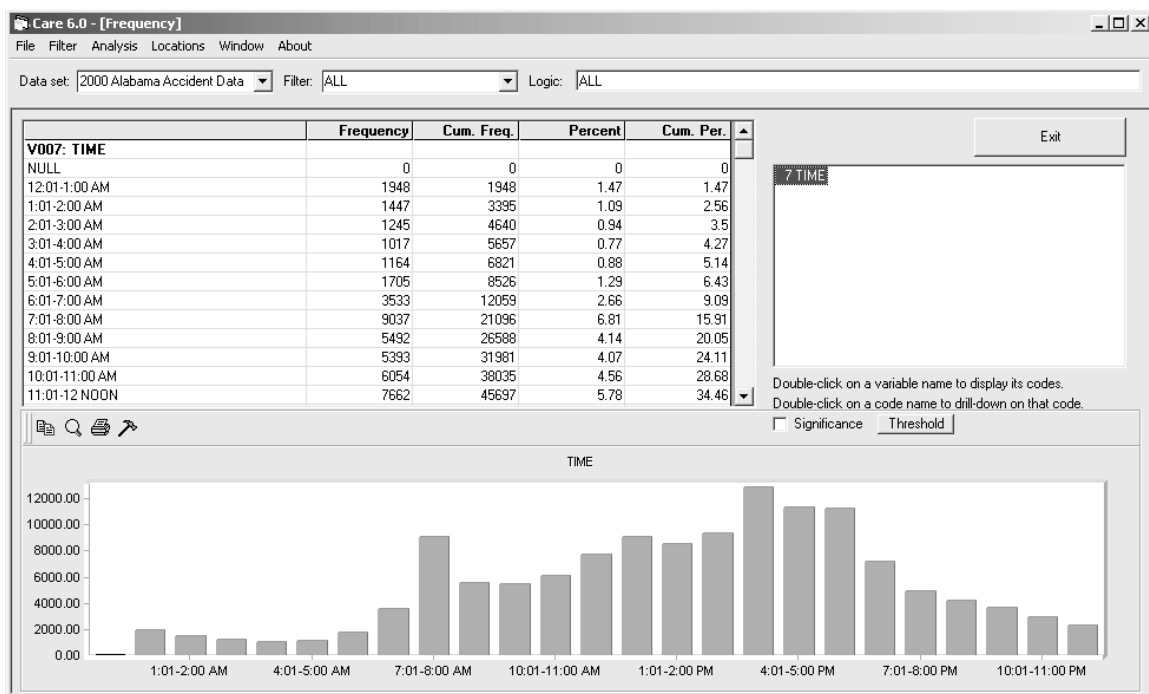 Care 6.0 - [Frequency]
File Filter Analysis Locations Window About
Data set: 2000 Alabama Accident Data Filter: ALL Logic: ALL
Frequency Cum. Freq. Percent Cum. Per.
V007: TIME
NULL 0 0 0 0
12:01-1:00 AM 1948 1948 1.47 1.47
1:01-2:00 AM 1447 3395 1.09 2.56
2:01-3:00 AM 1245 4640 0.94 3.5
3:01-4:00 AM 1017 5657 0.77 4.27
4:01-5:00 AM 1164 6821 0.88 5.14
5:01-6:00 AM 1705 8526 1.29 6.43
6:01-7:00 AM 3533 12059 2.66 9.09
7:01-8:00 AM 9037 21096 6.81 15.91
8:01-9:00 AM 5492 26588 4.14 20.05
9:01-10:00 AM 5393 31981 4.07 24.11
10:01-11:00 AM 6054 38035 4.56 28.68
11:01-12 NOON 7662 45697 5.78 34.46
Exit
7 TIME
Double-click on a variable name to display its codes.
Double-click on a code name to drill-down on that code.
Significance Threshold
TIME
12000.00
10000.00
8000.00
6000.00
4000.00
2000.00
0.00
1:01-2:00 AM 4:01-5:00 AM 7:01-8:00 AM 10:01-11:00 AM 1:01-2:00 PM 4:01-5:00 PM 7:01-8:00 PM 10:01-11:00 PM